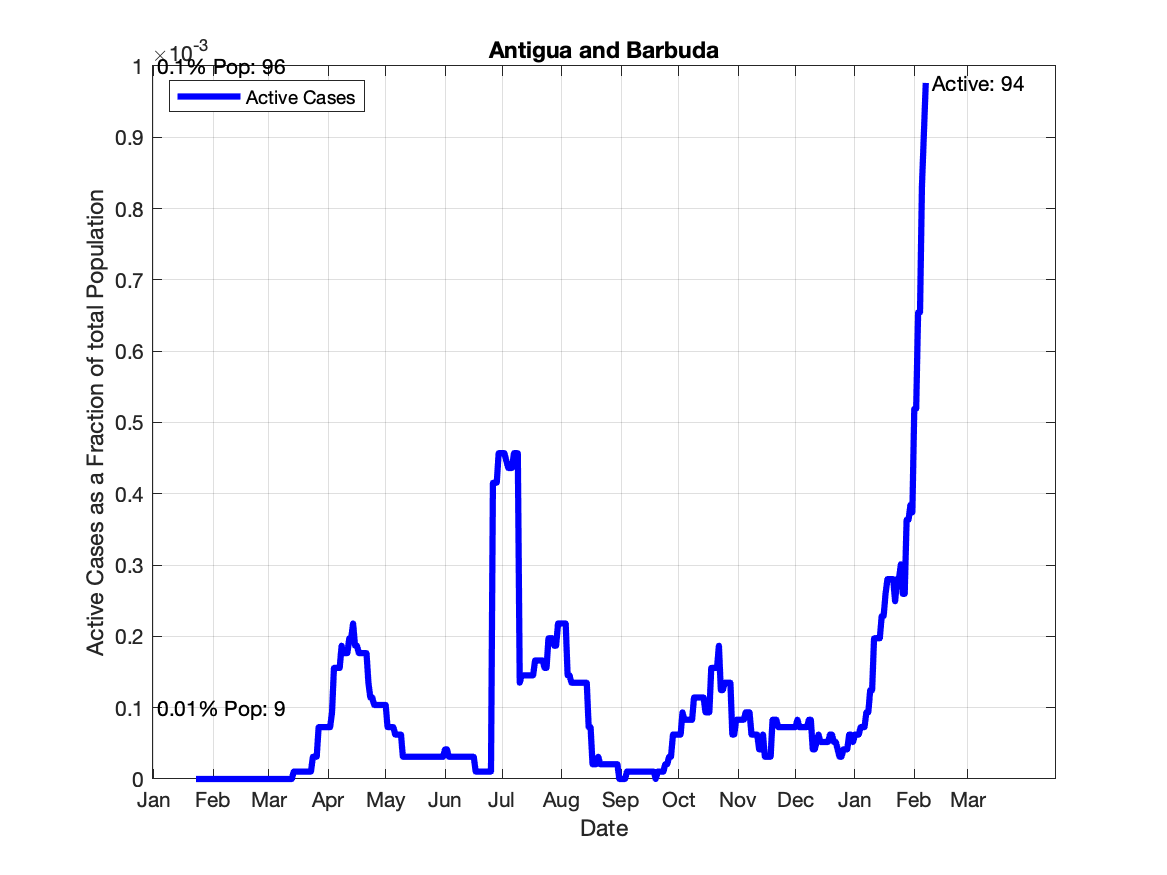 Antigua and Barbuda
×10-3
0.1% Pop: 96
Active Cases
Active: 94
0.01% Pop: 9
Active Cases as a Fraction of total Population
1
0.9
0.8
0.7
0.6
0.5
0.4
0.3
0.2
0.1
0
Jan Feb Mar Apr May Jun Jul Aug Sep Oct Nov Dec Jan Feb Mar
Date